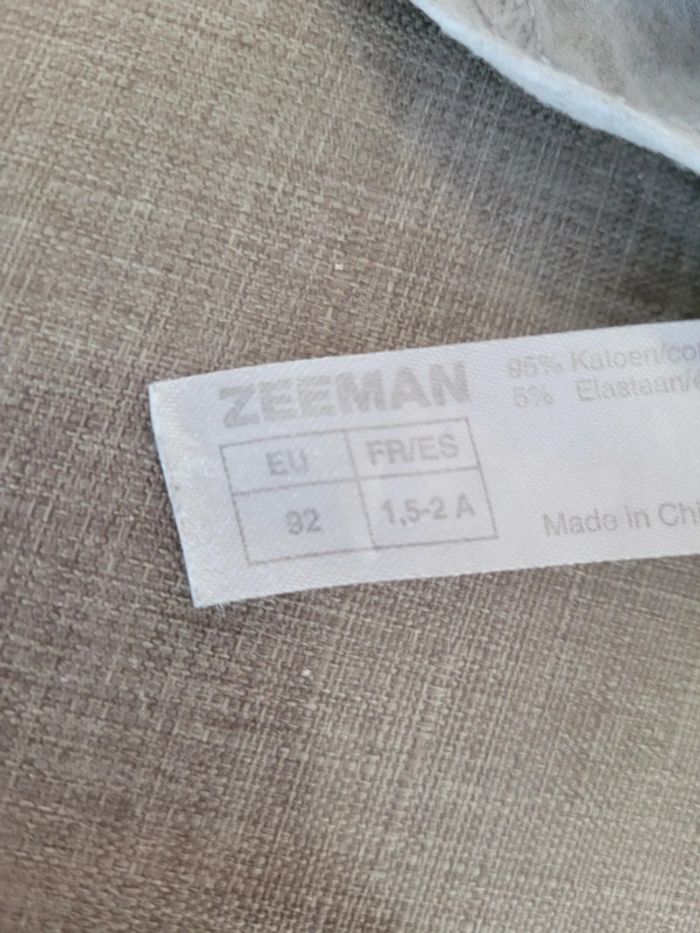 ZEEMAN
EU FR/ES
92 1,5-2 A
95% Katoen/co
5% Elastaan/
Made in Chi